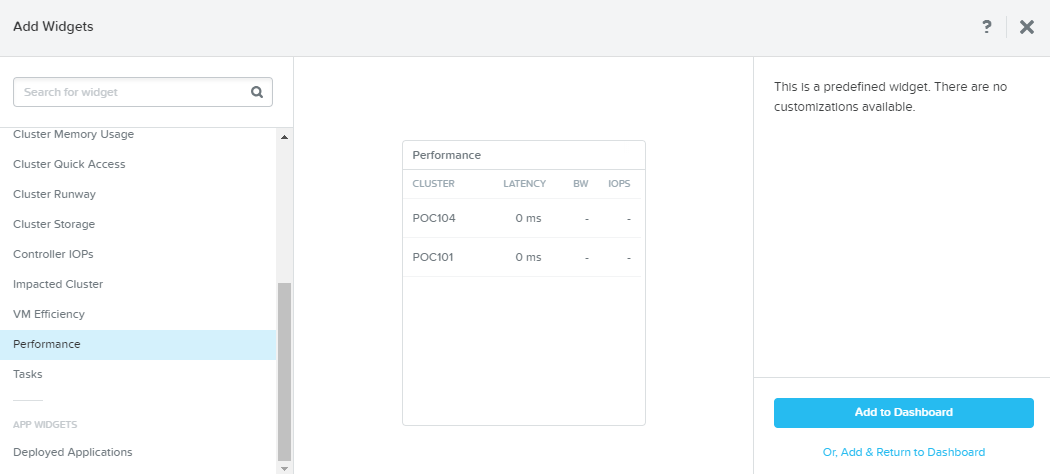 Add Widgets
?
Search for widget
Cluster Memory Usage
Cluster Quick Access
Cluster Runway
Cluster Storage
Controller IOPs
Impacted Cluster
VM Efficiency
Performance
Tasks
APP WIDGETS
Deployed Applications
Performance
CLUSTER LATENCY BW IOPS
POC104 0 ms - -
POC101 0 ms - -
This is a predefined widget. There are no
customizations available.
Add to Dashboard
Or, Add & Return to Dashboard